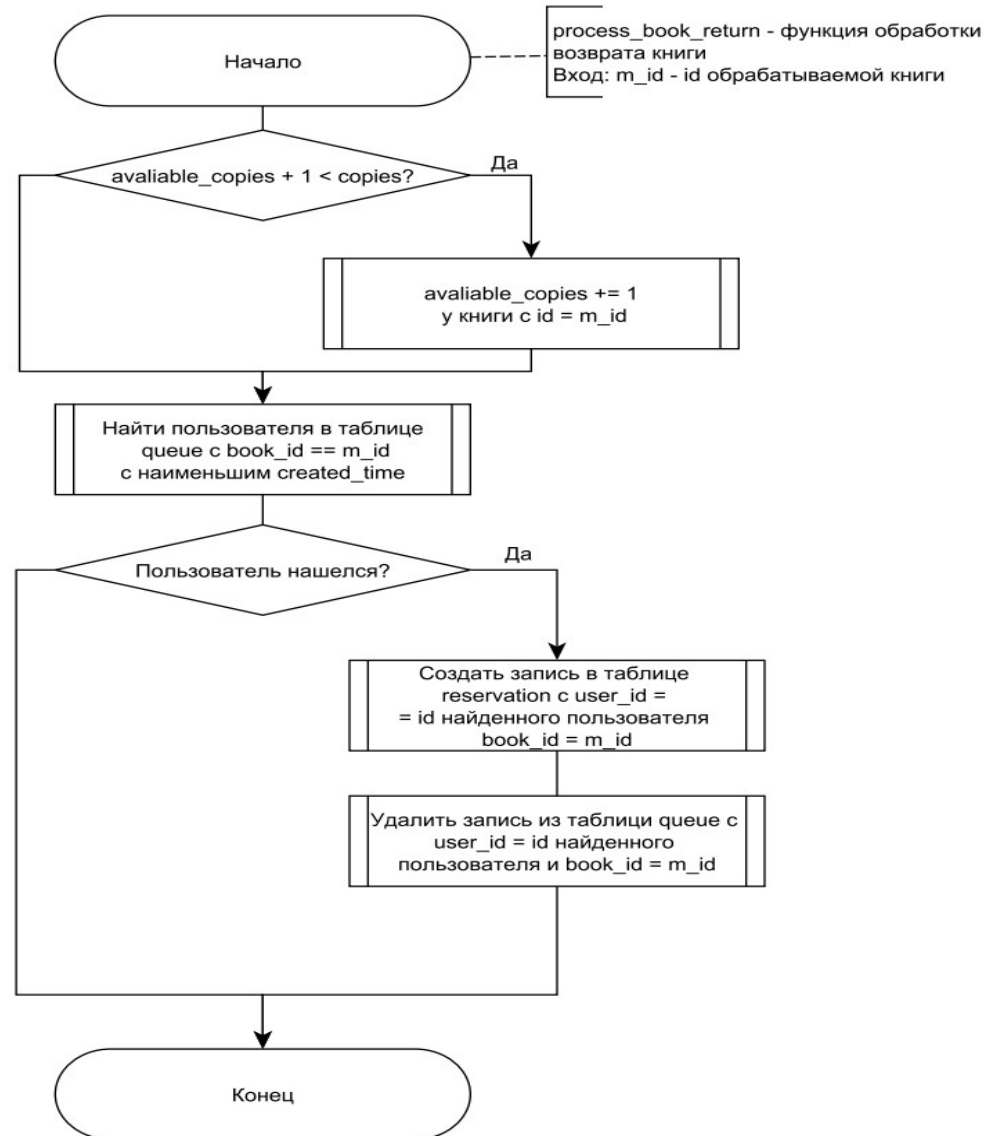 Начало
process_book_return - функция обработки
возврата книги
Вход: m_id - id обрабатываемой книги
avaliable_copies + 1 < copies?
Да
avaliable_copies += 1
у книги с id = m_id
Найти пользователя в таблице
queue с book_id == m_id
с наименьшим created_time
Пользователь нашелся?
Да
Создать запись в таблице
reservation с user_id =
= id найденного пользователя
book_id = m_id
Удалить запись из таблици queue с
user_id = id найденного
пользователя и book_id = m_id
Конец